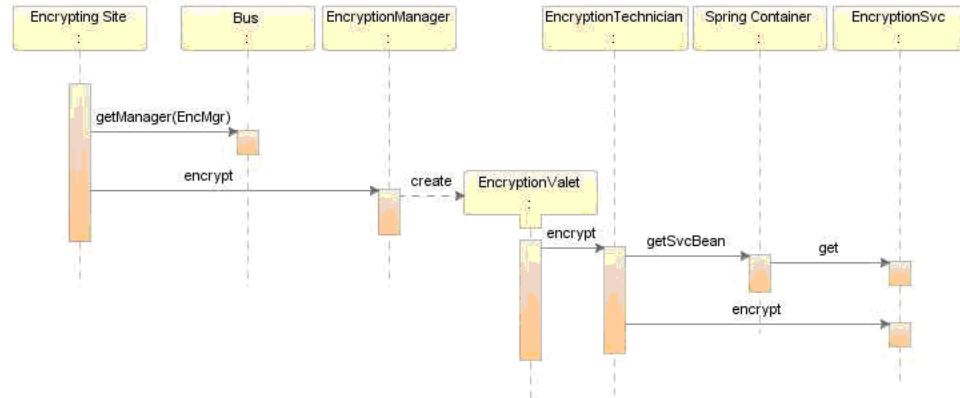 Encrypting Site
:
Bus
:
EncryptionManager
:
EncryptionTechnician
:
Spring Container
:
EncryptionSvc
:
getManager(EncMgr)
encrypt
create
EncryptionValet
:
encrypt
getSvcBean
get
encrypt